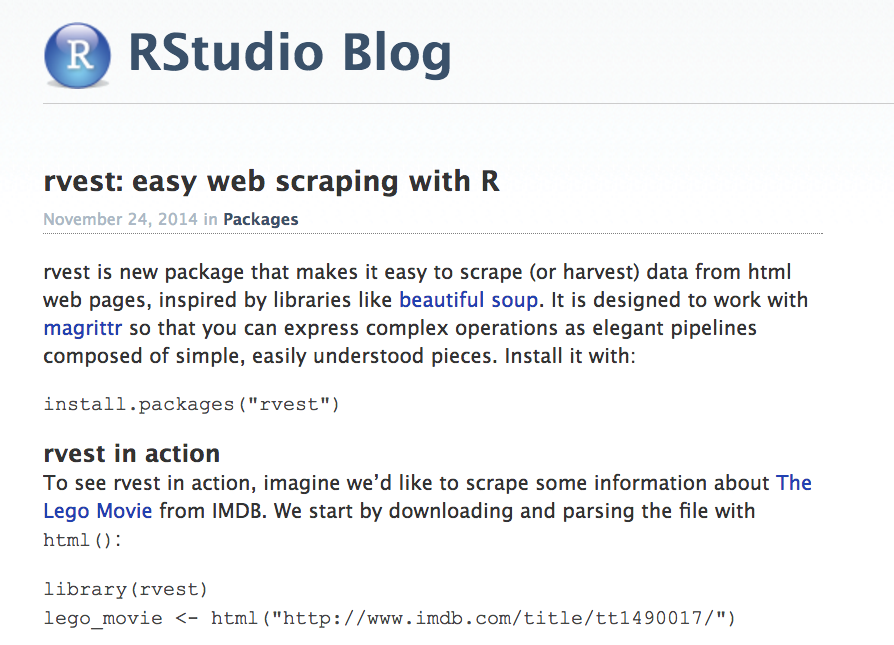 R RStudio Blog
rvest: easy web scraping with R
November 24, 2014 in Packages
rvest is new package that makes it easy to scrape (or harvest) data from html
web pages, inspired by libraries like beautiful soup. It is designed to work with
magrittr so that you can express complex operations as elegant pipelines
composed of simple, easily understood pieces. Install it with:
install.packages("rvest")
rvest in action
To see rvest in action, imagine we’d like to scrape some information about The
Lego Movie from IMDB. We start by downloading and parsing the file with
html():
library(rvest)
lego_movie <- html("http://www.imdb.com/title/tt1490017/")